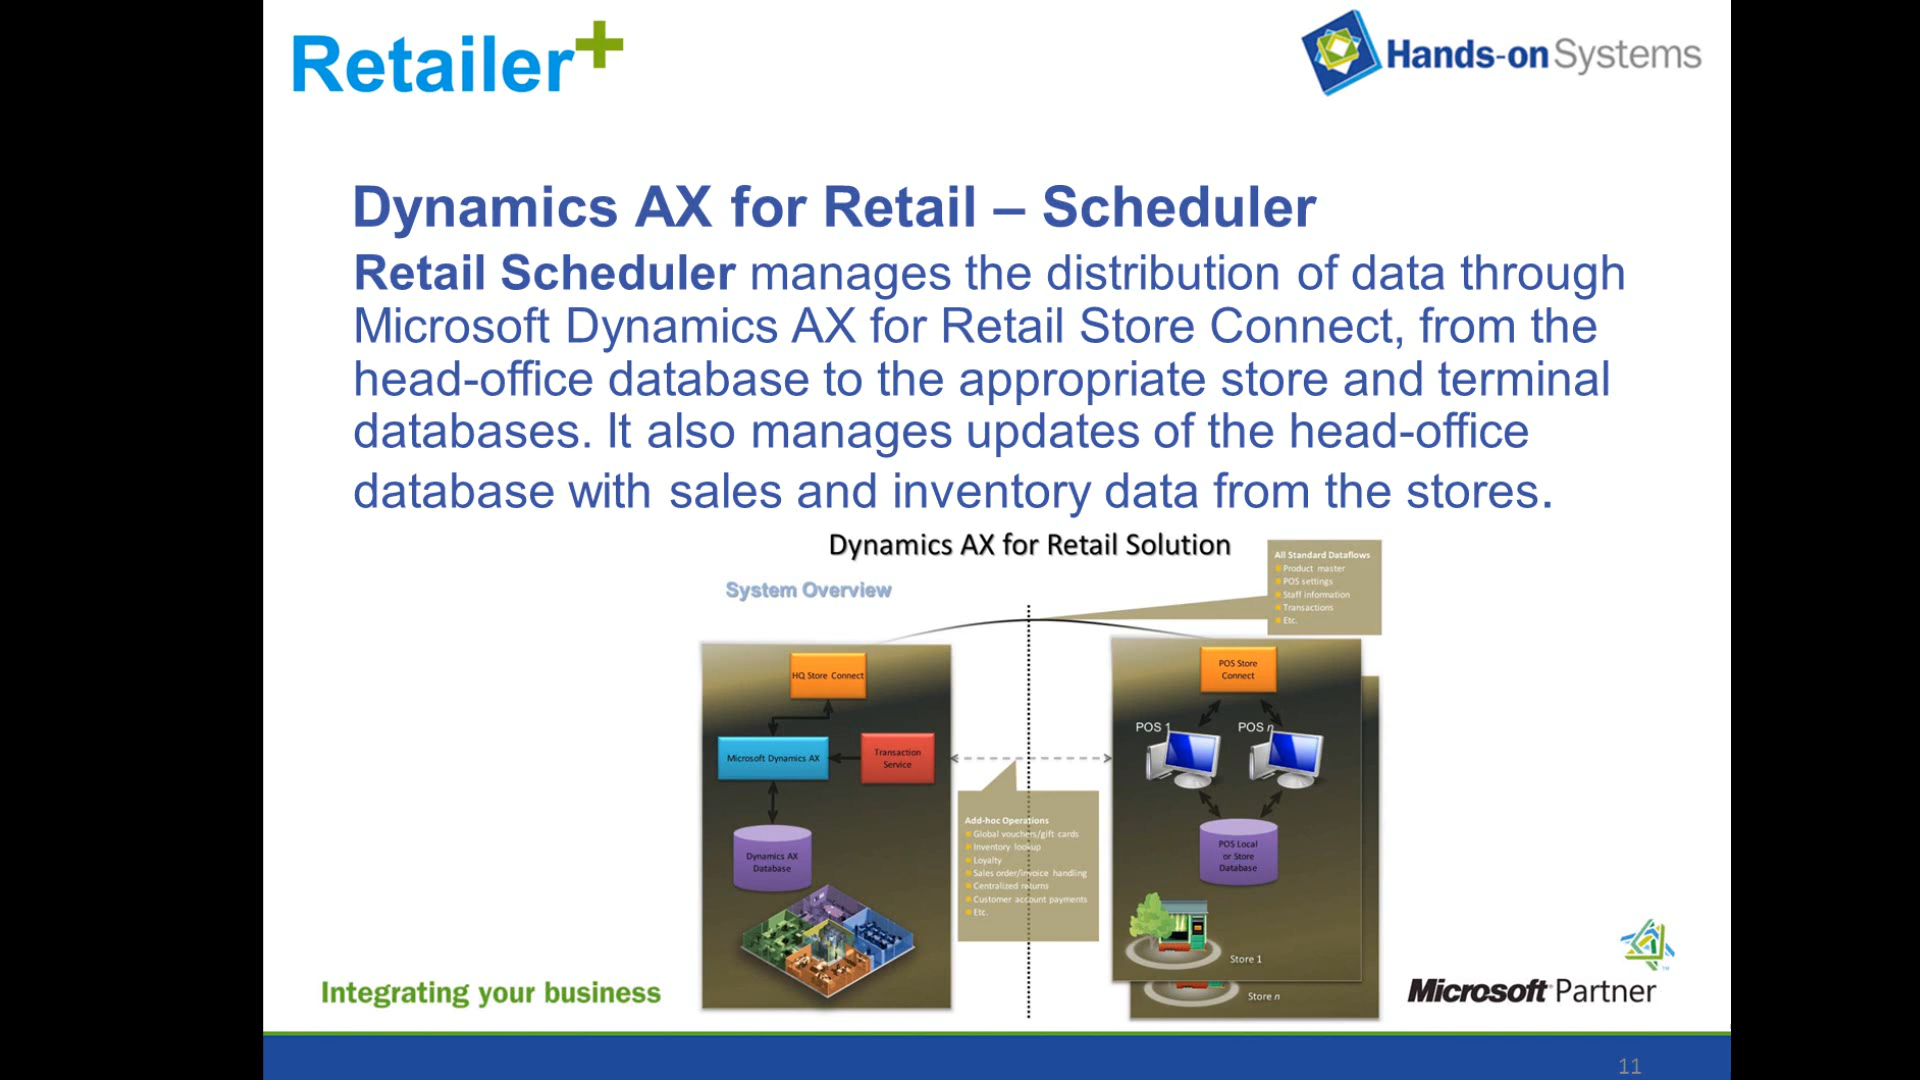 Retailer+
Hands-on Systems
Dynamics AX for Retail – Scheduler
Retail Scheduler manages the distribution of data through
Microsoft Dynamics AX for Retail Store Connect, from the
head-office database to the appropriate store and terminal
databases. It also manages updates of the head-office
database with sales and inventory data from the stores.
Dynamics AX for Retail Solution
System Overview
All Standard Dataflows
Product master
POS settings
Staff information
Transactions
Etc.
HQ Store Connect
Microsoft Dynamics AX
Transaction
Service
Dynamics AX
Database
Add-hoc Operations
Global vouchers/gift cards
Inventory lookup
Loyalty
Sales order/invoice handling
Centralized returns
Customer account payments
Etc.
POS Store
Connect
POS 1
POS n
POS Local
or Store
Database
Store 1
Store n
Integrating your business
Microsoft Partner
11